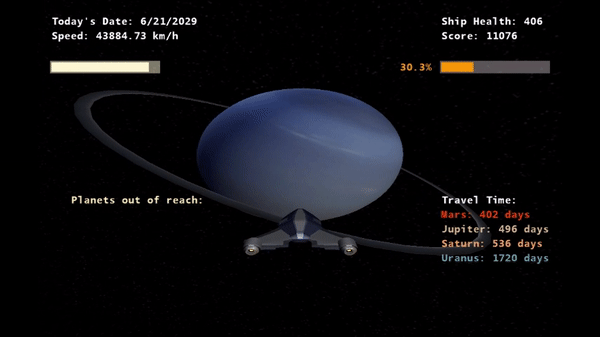 Today's Date: 6/21/2029
Speed: 43884.73 km/h
Ship Health: 406
Score: 11076
30.3%
Planets out of reach:
Travel Time:
Mars: 402 days
Jupiter: 496 days
Saturn: 536 days
Uranus: 1720 days